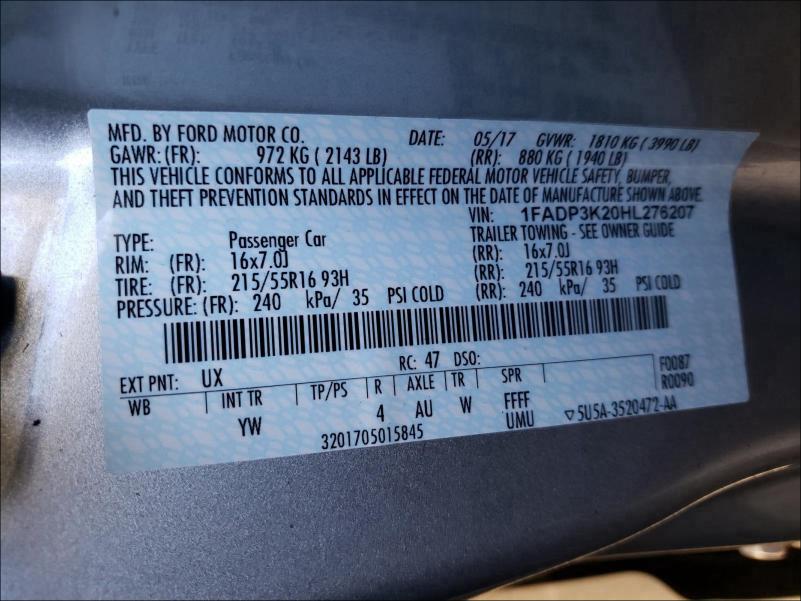 MFD. BY FORD MOTOR CO. DATE: 05/17 GVWR: 1810 KG ( 3990 LB)
GAWR: (FR): 972 KG ( 2143 LB) (RR): 880 KG ( 1940 LB)
THIS VEHICLE CONFORMS TO ALL APPLICABLE FEDERAL MOTOR VEHICLE SAFETY, BUMPER,
AND THEFT PREVENTION STANDARDS IN EFFECT ON THE DATE OF MANUFACTURE SHOWN ABOVE.
VIN: 1FADP3K20HL276207
TYPE: Passenger Car TRAILER TOWING - SEE OWNER GUIDE
RIM: (FR): 16x7.0J (RR): 16x7.0J
TIRE: (FR): 215/55R16 93H (RR): 215/55R16 93H
PRESSURE: (FR): 240 kPa/ 35 PSI COLD (RR): 240 kPa/ 35 PSI COLD
EXT PNT: UX RC: 47 DSO: F0087
WB INT TR TP/PS R AXLE TR SPR R0090
YW 4 AU W FFFF
3201705015845 UMU ▽5U5A-3520472-AA